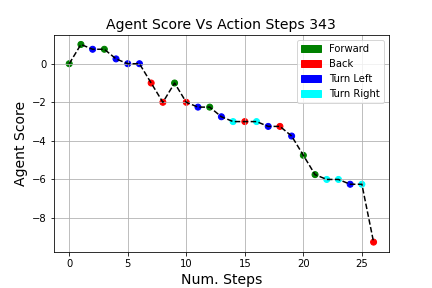 Agent Score Vs Action Steps 343
Forward
Back
Turn Left
Turn Right
Agent Score
0
−2
−4
−6
−8
0 5 10 15 20 25
Num. Steps